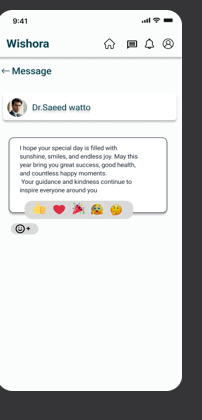 9:41
Wishora
← Message
Dr.Saeed watto
I hope your special day is filled with
sunshine, smiles, and endless joy. May this
year bring you great success, good health,
and countless happy moments.
Your guidance and kindness continue to
inspire everyone around you